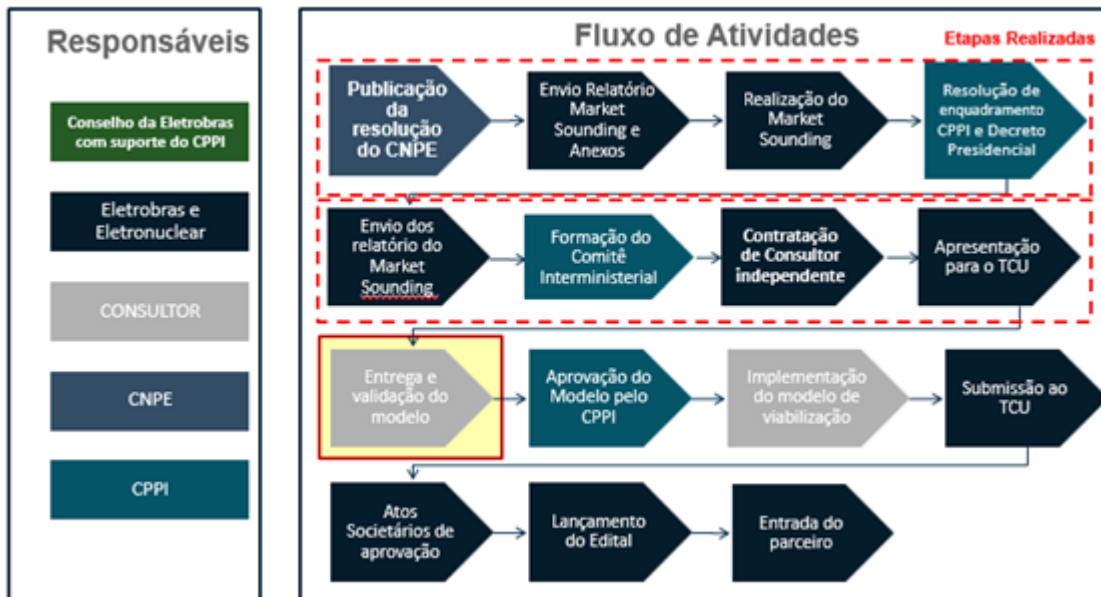 Responsáveis
Conselho da Eletrobras
com suporte do CPPI
Eletrobras e
Eletronuclear
CONSULTOR
CNPE
CPPI
Fluxo de Atividades
Etapas Realizadas
Publicação
da
resolução
do CNPE
Envio Relatório
Market
Sounding e
Anexos
Realização do
Market
Sounding
Resolução de
enquadramento
CPPI e Decreto
Presidencial
Envio dos
relatório do
Market
Sounding
Formação do
Comitê
Interministerial
Contratação
de Consultor
independente
Apresentação
para o TCU
Entrega e
validação do
modelo
Aprovação do
Modelo pelo
CPPI
Implementação
do modelo de
viabilização
Submissão ao
TCU
Atos
Societários de
aprovação
Lançamento
do Edital
Entrada do
parceiro